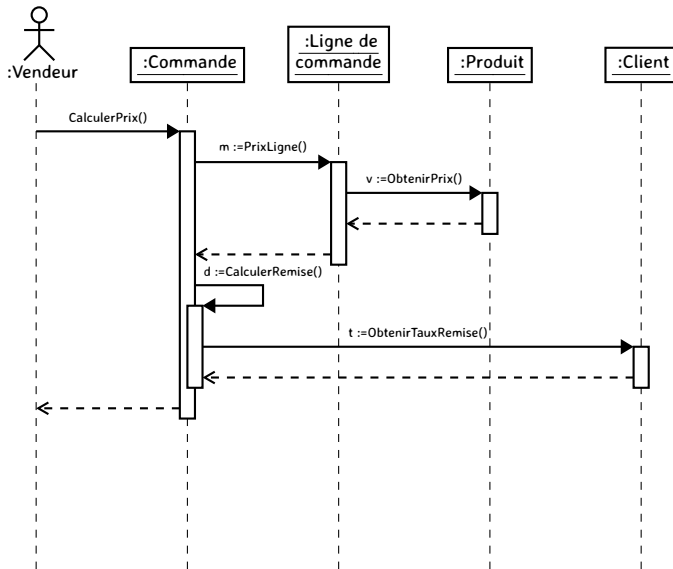 :Vendeur
:Commande
:Ligne de
commande
:Produit
:Client
CalculerPrix()
m :=PrixLigne()
v :=ObtenirPrix()
d :=CalculerRemise()
t :=ObtenirTauxRemise()